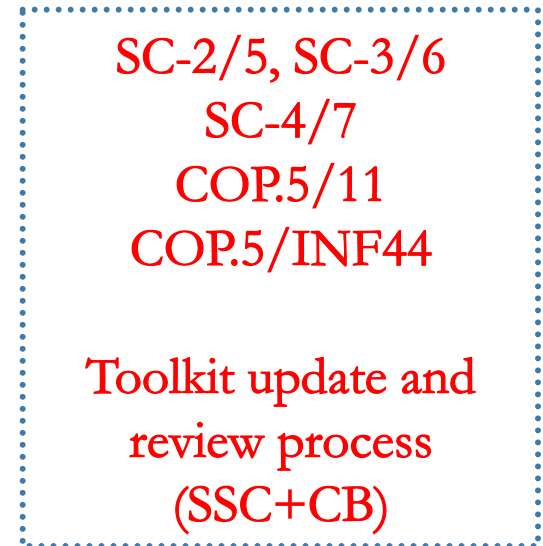 SC-2/5, SC-3/6
SC-4/7
COP.5/11
COP.5/INF44
Toolkit update and
review process
(SSC+CB)